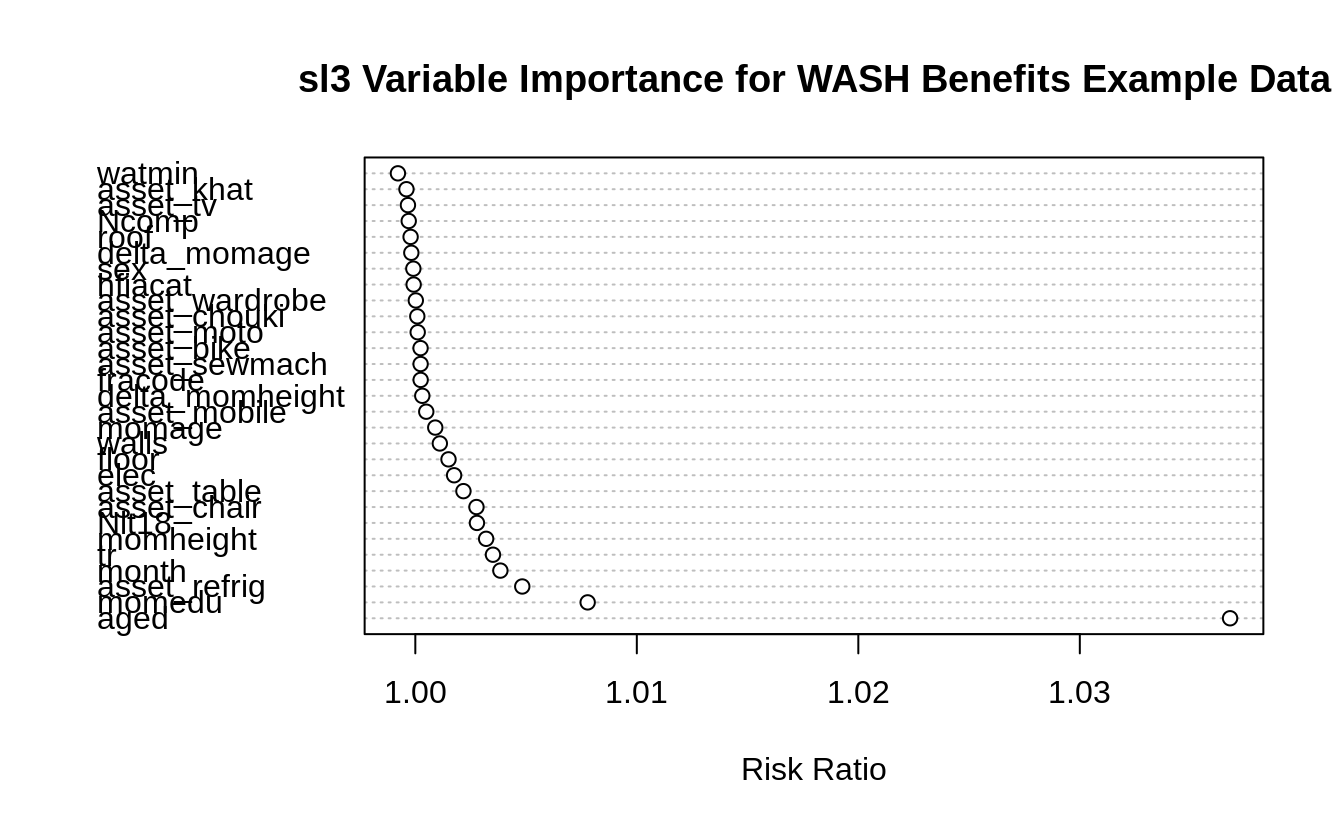 sl3 Variable Importance for WASH Benefits Example Data
watmin
asset_khat
asset_tv
Ncomp
roof
delta_momage
sex
hfiacat
asset_wardrobe
asset_chouki
asset_moto
asset_bike
asset_sewmach
fracode
delta_momheight
asset_mobile
momage
walls
floor
elec
asset_table
asset_chair
Nlt18
momheight
tr
month
asset_refrig
momedu
aged
1.00 1.01 1.02 1.03
Risk Ratio